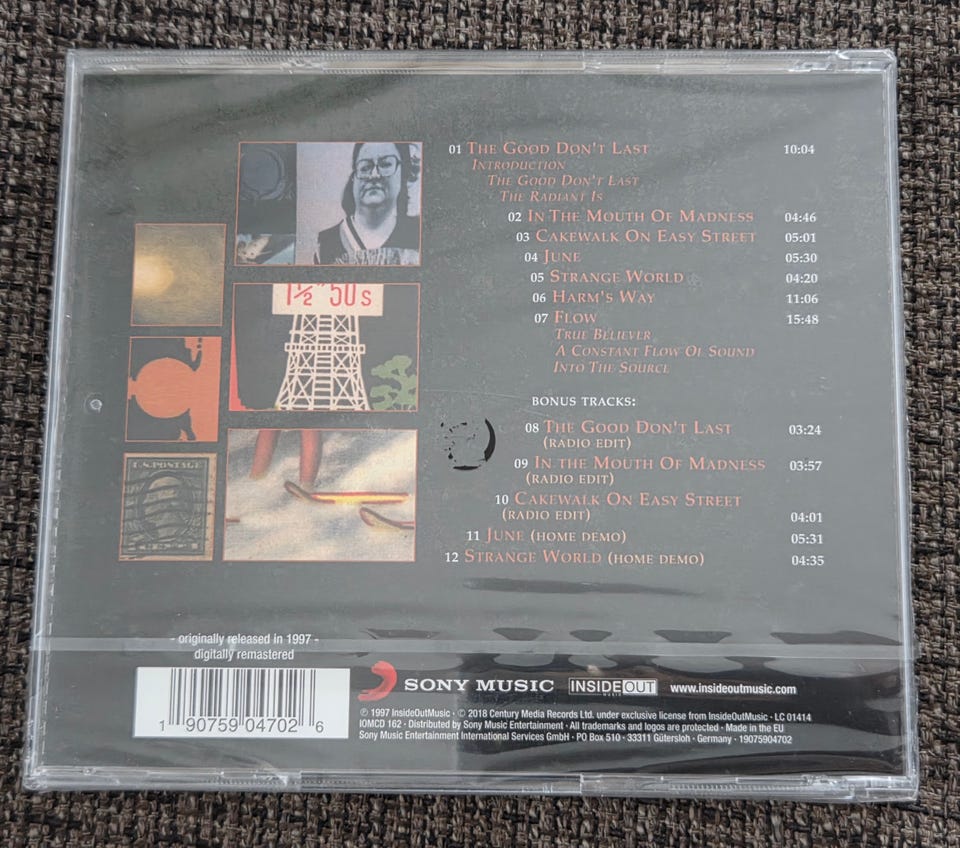 01 THE GOOD DON'T LAST 10:04
INTRODUCTION
THE GOOD DON'T LAST
THE RADIANT IS
02 IN THE MOUTH OF MADNESS 04:46
03 CAKEWALK ON EASY STREET 05:01
04 JUNE 05:30
05 STRANGE WORLD 04:20
06 HARM'S WAY 11:06
07 FLOW 15:48
TRUE BELIEVER
A CONSTANT FLOW OF SOUND
INTO THE SOURCE
BONUS TRACKS:
08 THE GOOD DON'T LAST 03:24
(RADIO EDIT)
09 IN THE MOUTH OF MADNESS 03:57
(RADIO EDIT)
10 CAKEWALK ON EASY STREET
(RADIO EDIT) 04:01
11 JUNE (HOME DEMO) 05:31
12 STRANGE WORLD (HOME DEMO) 04:35
1½ "50s
U.S. POSTAGE
- originally released in 1997 -
digitally remastered
1 90759 04702 6
SONY MUSIC INSIDEOUT MUSIC www.insideoutmusic.com
℗ 1997 InsideOutMusic · © 2018 Century Media Records Ltd. under exclusive license from InsideOutMusic · LC 01414
IOMCD 162 · Distributed by Sony Music Entertainment · All trademarks and logos are protected · Made in the EU
Sony Music Entertainment International Services GmbH · PO Box 510 · 33311 Gütersloh · Germany · 19075904702